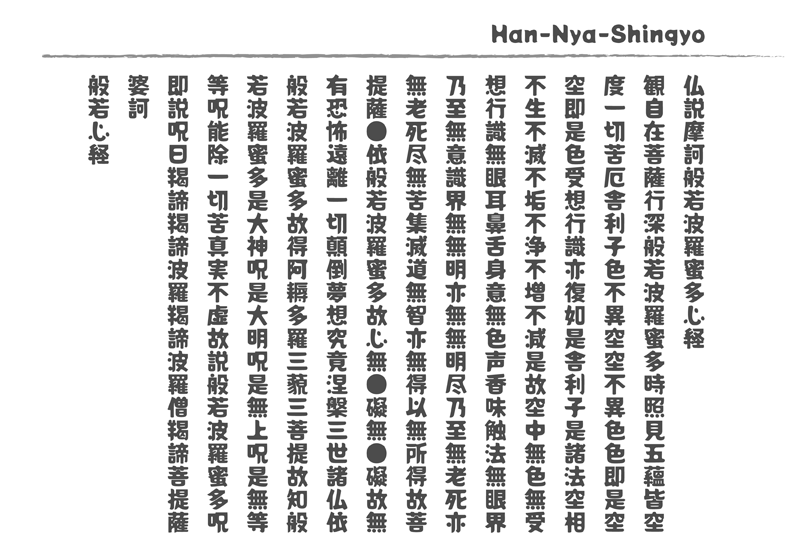 Han-Nya-Shingyo
仏説摩訶般若波羅蜜多心経
観自在菩薩行深般若波羅蜜多時照見五蘊皆空
度一切苦厄舎利子色不異空空不異色色即是空
空即是色受想行識亦復如是舎利子是諸法空相
不生不滅不垢不浄不増不減是故空中無色無受
想行識無眼耳鼻舌身意無色声香味触法無眼界
乃至無意識界無無明亦無無明尽乃至無老死亦
無老死尽無苦集滅道無智亦無得以無所得故菩
提薩●依般若波羅蜜多故心無●礙無●礙故無
有恐怖遠離一切顛倒夢想究竟涅槃三世諸仏依
般若波羅蜜多故得阿耨多羅三藐三菩提故知般
若波羅蜜多是大神呪是大明呪是無上呪是無等
等呪能除一切苦真実不虚故説般若波羅蜜多呪
即説呪曰羯諦羯諦波羅羯諦波羅僧羯諦菩提薩
婆訶
般若心経